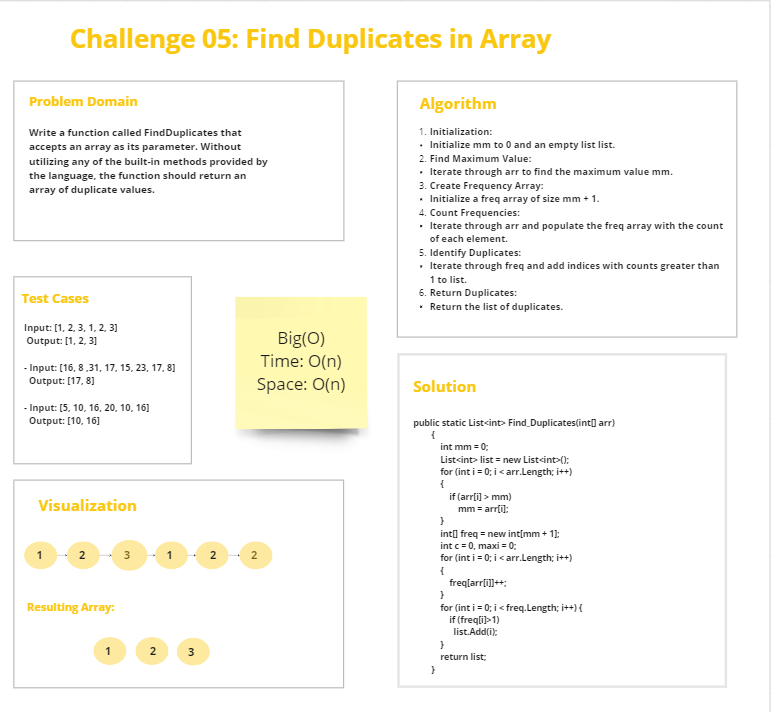 Challenge 05: Find Duplicates in Array
Problem Domain
Write a function called FindDuplicates that
accepts an array as its parameter. Without
utilizing any of the built-in methods provided by
the language, the function should return an
array of duplicate values.
Algorithm
1. Initialization:
• Initialize mm to 0 and an empty list list.
2. Find Maximum Value:
• Iterate through arr to find the maximum value mm.
3. Create Frequency Array:
• Initialize a freq array of size mm + 1.
4. Count Frequencies:
• Iterate through arr and populate the freq array with the count
of each element.
5. Identify Duplicates:
• Iterate through freq and add indices with counts greater than
1 to list.
6. Return Duplicates:
• Return the list of duplicates.
Test Cases
Input: [1, 2, 3, 1, 2, 3]
Output: [1, 2, 3]
- Input: [16, 8 ,31, 17, 15, 23, 17, 8]
Output: [17, 8]
- Input: [5, 10, 16, 20, 10, 16]
Output: [10, 16]
Big(O)
Time: O(n)
Space: O(n)
Solution
public static List<int> Find_Duplicates(int[] arr)
{
int mm = 0;
List<int> list = new List<int>();
for (int i = 0; i < arr.Length; i++)
{
if (arr[i] > mm)
mm = arr[i];
}
int[] freq = new int[mm + 1];
int c = 0, maxi = 0;
for (int i = 0; i < arr.Length; i++)
{
freq[arr[i]]++;
}
for (int i = 0; i < freq.Length; i++) {
if (freq[i]>1)
list.Add(i);
}
return list;
}
Visualization
1 2 3 1 2 2
Resulting Array:
1 2 3